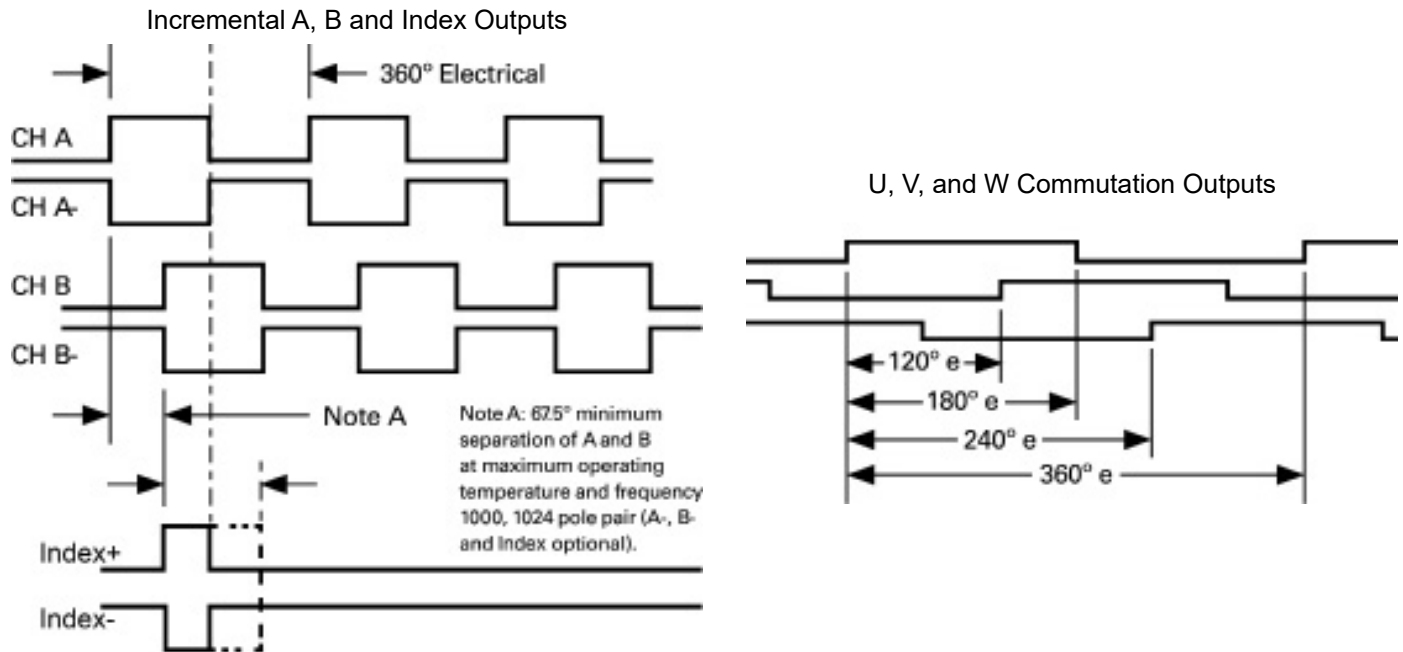 Incremental A, B and Index Outputs
360° Electrical
CH A
CH A-
CH B
CH B-
Note A
Note A: 67.5° minimum
separation of A and B
at maximum operating
temperature and frequency
1000, 1024 pole pair (A-, B-
and Index optional).
Index+
Index-
U, V, and W Commutation Outputs
120° e
180° e
240° e
360° e